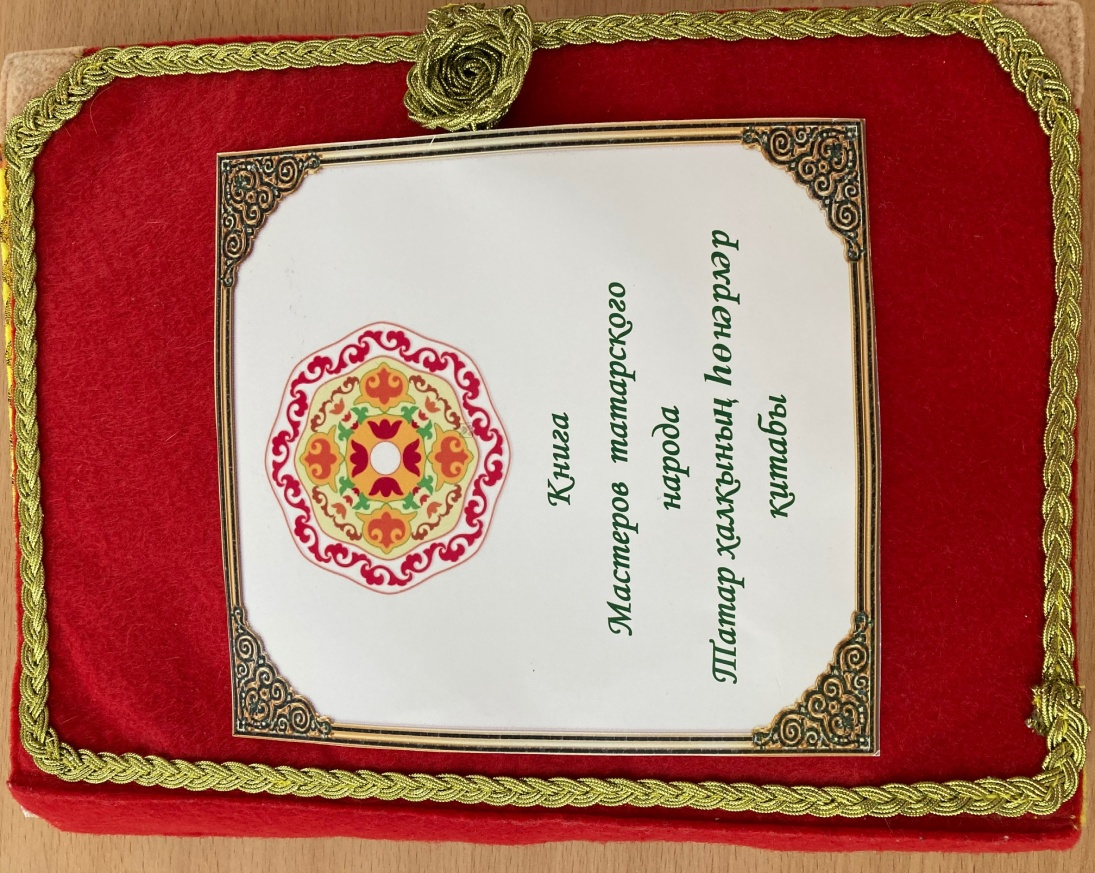 Книга
Мастеров татарского
народа
Татар халкының һөнәрләр
китабы